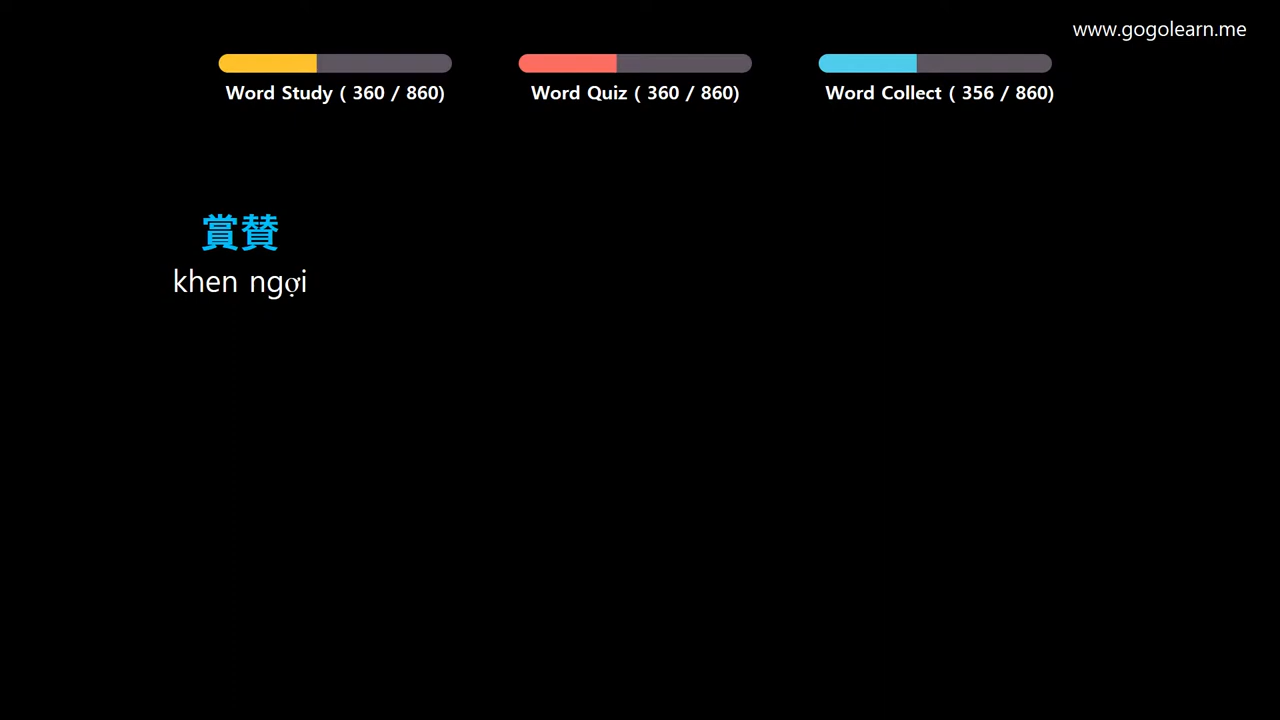 www.gogolearn.me
Word Study ( 360 / 860)
Word Quiz ( 360 / 860)
Word Collect ( 356 / 860)
賞賛
khen ngợi